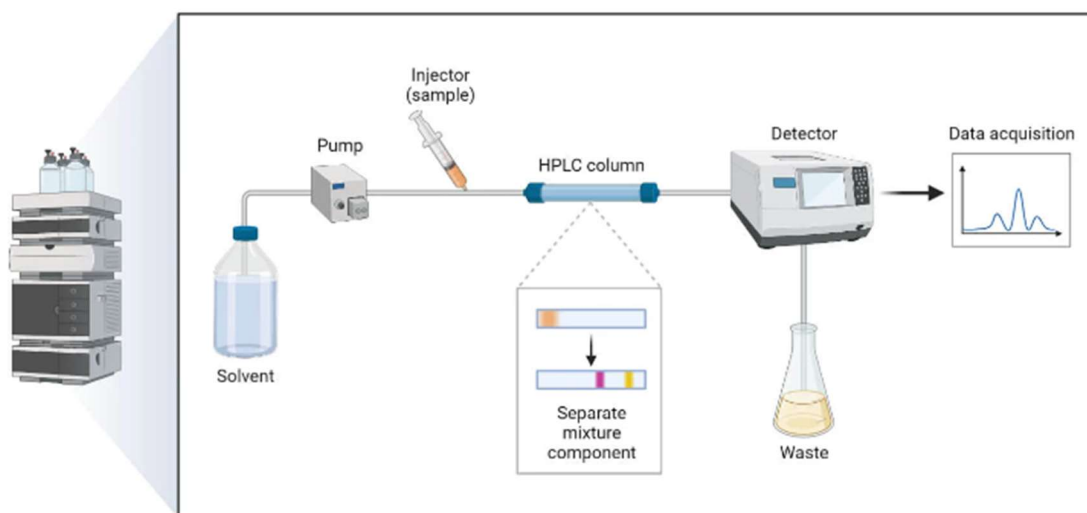 Injector
(sample)
Pump
HPLC column
Detector
Data acquisition
Solvent
Separate
mixture
component
Waste